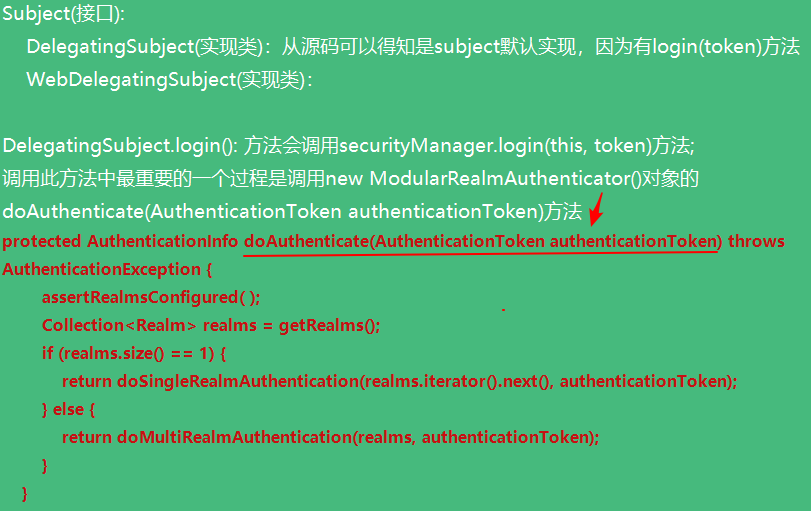 Subject(接口):
DelegatingSubject(实现类)：从源码可以得知是subject默认实现，因为有login(token)方法
WebDelegatingSubject(实现类)：
DelegatingSubject.login(): 方法会调用securityManager.login(this, token)方法;
调用此方法中最重要的一个过程是调用new ModularRealmAuthenticator()对象的
doAuthenticate(AuthenticationToken authenticationToken)方法
protected AuthenticationInfo doAuthenticate(AuthenticationToken authenticationToken) throws
AuthenticationException {
assertRealmsConfigured( );
Collection<Realm> realms = getRealms();
if (realms.size() == 1) {
return doSingleRealmAuthentication(realms.iterator().next(), authenticationToken);
} else {
return doMultiRealmAuthentication(realms, authenticationToken);
}
}